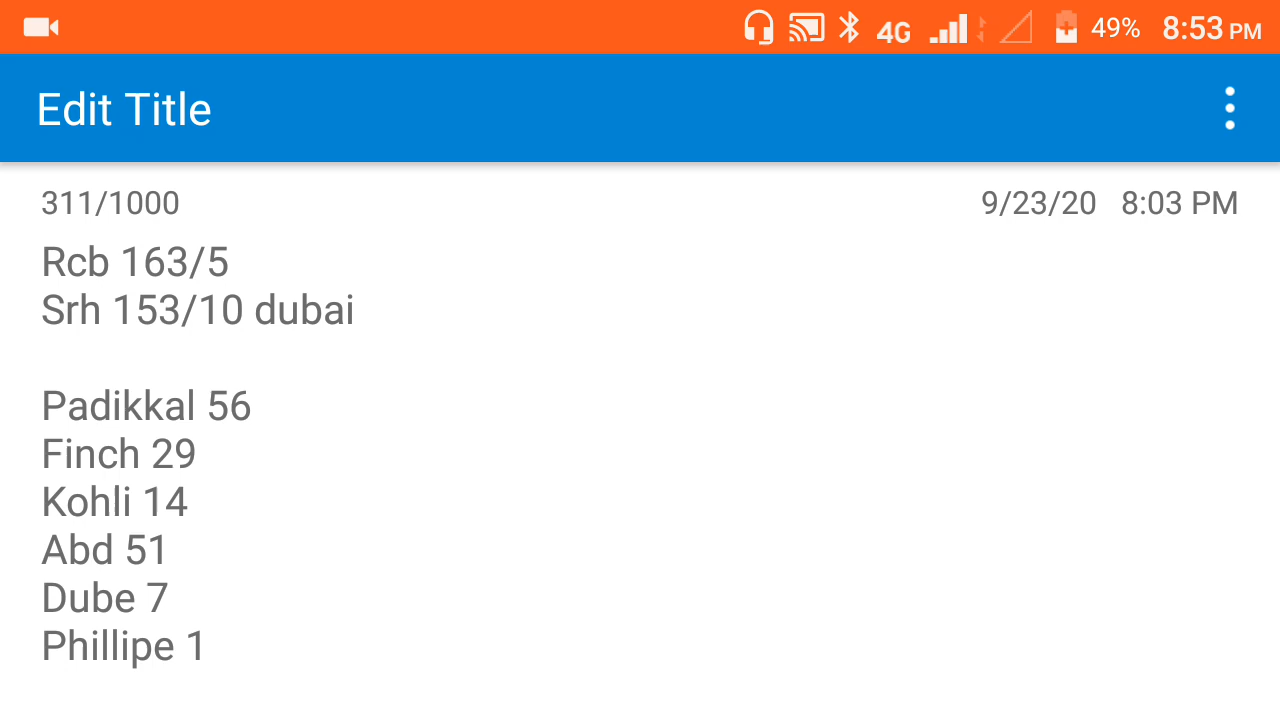 4G 49% 8:53 PM
Edit Title
311/1000 9/23/20 8:03 PM
Rcb 163/5
Srh 153/10 dubai
Padikkal 56
Finch 29
Kohli 14
Abd 51
Dube 7
Phillipe 1